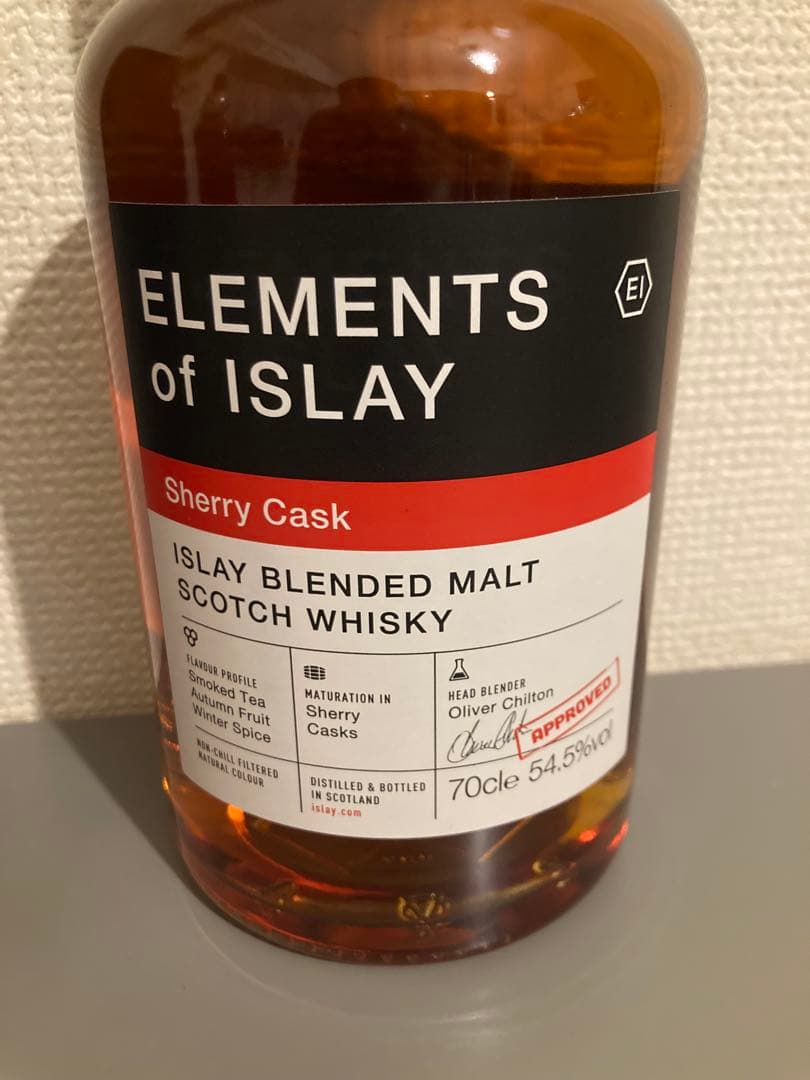 ELEMENTS
of ISLAY
EI
Sherry Cask
ISLAY BLENDED MALT
SCOTCH WHISKY
FLAVOUR PROFILE
Smoked Tea
Autumn Fruit
Winter Spice
NON-CHILL FILTERED
NATURAL COLOUR
MATURATION IN
Sherry
Casks
DISTILLED & BOTTLED
IN SCOTLAND
islay.com
HEAD BLENDER
Oliver Chilton
APPROVED
70cle 54.5%vol